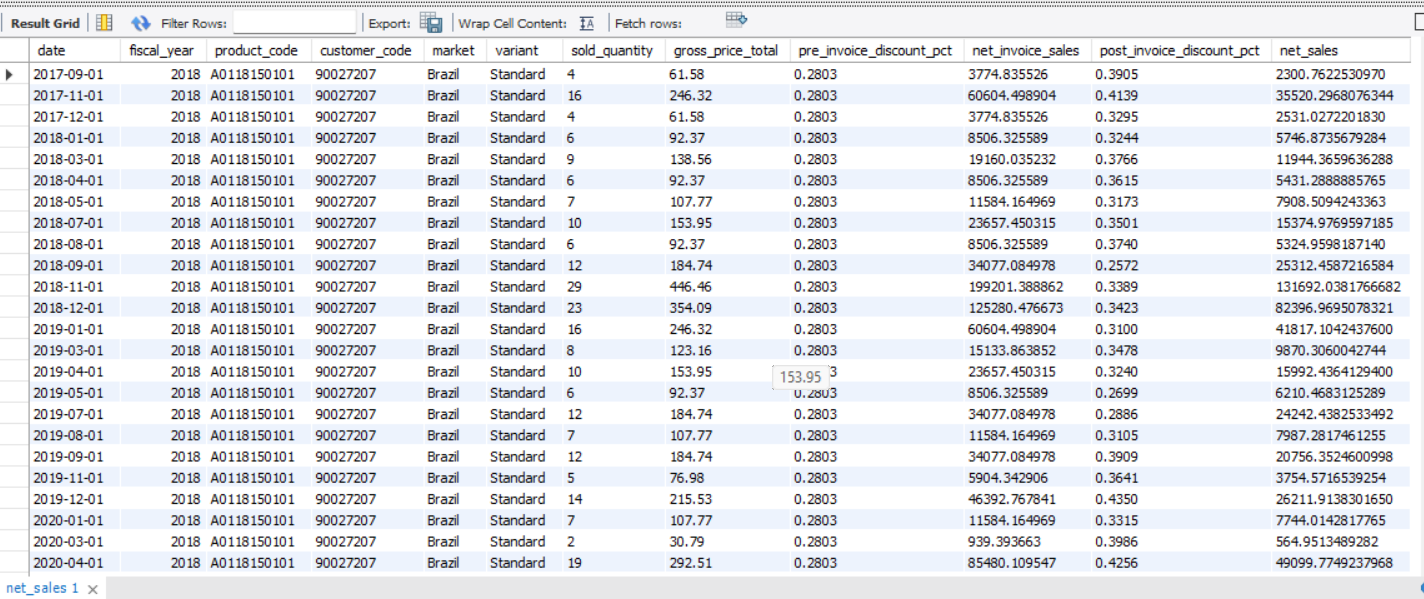 Result Grid Filter Rows: Export: Wrap Cell Content: IA Fetch rows:
date fiscal_year product_code customer_code market variant sold_quantity gross_price_total pre_invoice_discount_pct net_invoice_sales post_invoice_discount_pct net_sales
2017-09-01 2018 A0118150101 90027207 Brazil Standard 4 61.58 0.2803 3774.835526 0.3905 2300.7622530970
2017-11-01 2018 A0118150101 90027207 Brazil Standard 16 246.32 0.2803 60604.498904 0.4139 35520.2968076344
2017-12-01 2018 A0118150101 90027207 Brazil Standard 4 61.58 0.2803 3774.835526 0.3295 2531.0272201830
2018-01-01 2018 A0118150101 90027207 Brazil Standard 6 92.37 0.2803 8506.325589 0.3244 5746.8735679284
2018-03-01 2018 A0118150101 90027207 Brazil Standard 9 138.56 0.2803 19160.035232 0.3766 11944.3659636288
2018-04-01 2018 A0118150101 90027207 Brazil Standard 6 92.37 0.2803 8506.325589 0.3615 5431.2888885765
2018-05-01 2018 A0118150101 90027207 Brazil Standard 7 107.77 0.2803 11584.164969 0.3173 7908.5094243363
2018-07-01 2018 A0118150101 90027207 Brazil Standard 10 153.95 0.2803 23657.450315 0.3501 15374.9769597185
2018-08-01 2018 A0118150101 90027207 Brazil Standard 6 92.37 0.2803 8506.325589 0.3740 5324.9598187140
2018-09-01 2018 A0118150101 90027207 Brazil Standard 12 184.74 0.2803 34077.084978 0.2572 25312.4587216584
2018-11-01 2018 A0118150101 90027207 Brazil Standard 29 446.46 0.2803 199201.388862 0.3389 131692.0381766682
2018-12-01 2018 A0118150101 90027207 Brazil Standard 23 354.09 0.2803 125280.476673 0.3423 82396.9695078321
2019-01-01 2018 A0118150101 90027207 Brazil Standard 16 246.32 0.2803 60604.498904 0.3100 41817.1042437600
2019-03-01 2018 A0118150101 90027207 Brazil Standard 8 123.16 0.2803 15133.863852 0.3478 9870.3060042744
2019-04-01 2018 A0118150101 90027207 Brazil Standard 10 153.95 153.95 3 23657.450315 0.3240 15992.4364129400
2019-05-01 2018 A0118150101 90027207 Brazil Standard 6 92.37 0.2803 8506.325589 0.2699 6210.4683125289
2019-07-01 2018 A0118150101 90027207 Brazil Standard 12 184.74 0.2803 34077.084978 0.2886 24242.4382533492
2019-08-01 2018 A0118150101 90027207 Brazil Standard 7 107.77 0.2803 11584.164969 0.3105 7987.2817461255
2019-09-01 2018 A0118150101 90027207 Brazil Standard 12 184.74 0.2803 34077.084978 0.3909 20756.3524600998
2019-11-01 2018 A0118150101 90027207 Brazil Standard 5 76.98 0.2803 5904.342906 0.3641 3754.5716539254
2019-12-01 2018 A0118150101 90027207 Brazil Standard 14 215.53 0.2803 46392.767841 0.4350 26211.9138301650
2020-01-01 2018 A0118150101 90027207 Brazil Standard 7 107.77 0.2803 11584.164969 0.3315 7744.0142817765
2020-03-01 2018 A0118150101 90027207 Brazil Standard 2 30.79 0.2803 939.393663 0.3986 564.9513489282
2020-04-01 2018 A0118150101 90027207 Brazil Standard 19 292.51 0.2803 85480.109547 0.4256 49099.7749237968
net_sales 1